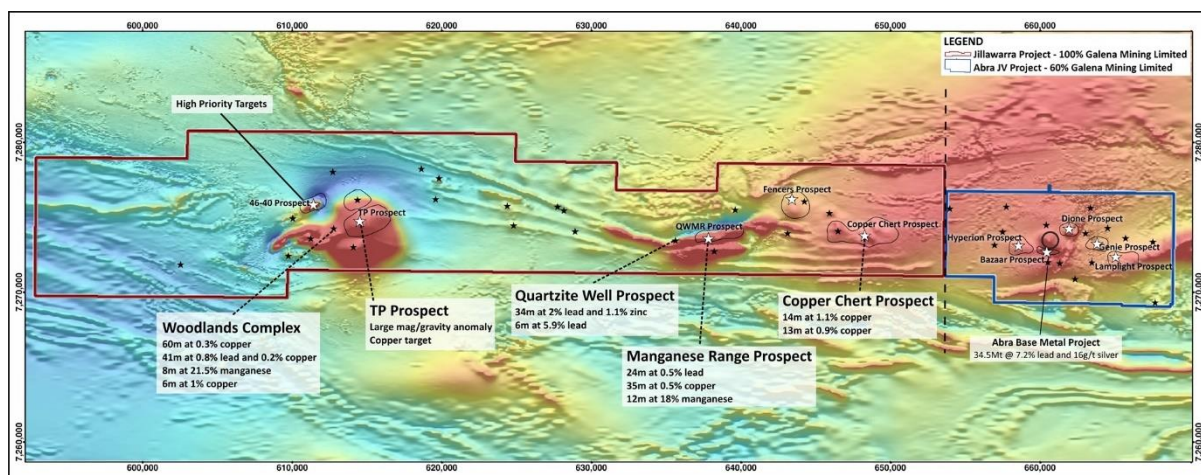 600,000
610,000
620,000
630,000
640,000
650,000
660,000
LEGEND
Jillawarra Project - 100% Galena Mining Limited
Abra JV Project - 60% Galena Mining Limited
High Priority Targets
7,280,000
7,280,000
46-40 Prospect
TP Prospect
Fencers Prospect
QWMR Prospect
Copper Chert Prospect
Dione Prospect
Hyperion Prospect
Genie Prospect
Bazaar Prospect
Lamplight Prospect
7,270,000
7,270,000
Woodlands Complex
60m at 0.3% copper
41m at 0.8% lead and 0.2% copper
8m at 21.5% manganese
6m at 1% copper
TP Prospect
Large mag/gravity anomaly
Copper target
Quartzite Well Prospect
34m at 2% lead and 1.1% zinc
6m at 5.9% lead
Manganese Range Prospect
24m at 0.5% lead
35m at 0.5% copper
12m at 18% manganese
Copper Chert Prospect
14m at 1.1% copper
13m at 0.9% copper
Abra Base Metal Project
34.5Mt @ 7.2% lead and 16g/t silver
7,260,000
7,260,000
600,000
610,000
620,000
630,000
640,000
650,000
660,000